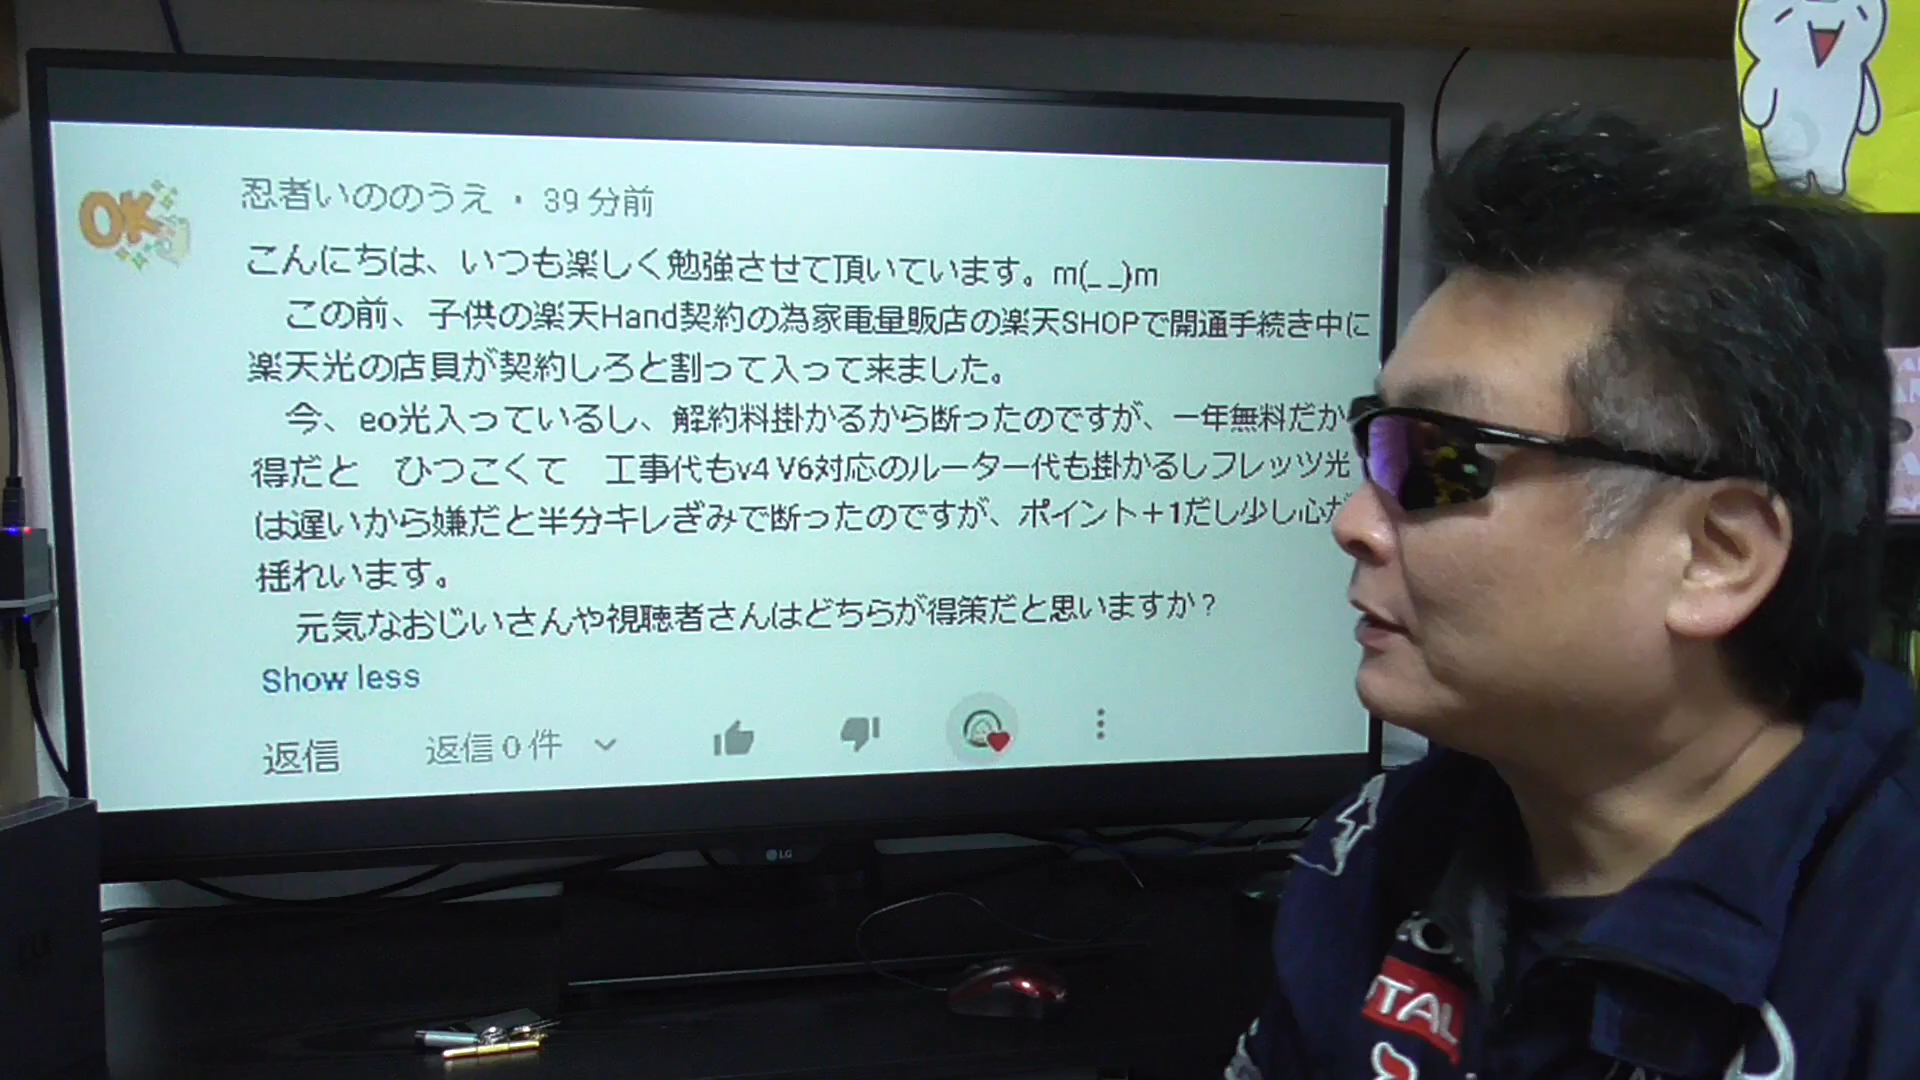 OK
忍者いののうえ・39 分前
こんにちは、いつも楽しく勉強させて頂いています。m(_ _)m
この前、子供の楽天Hand契約の為家電量販店の楽天SHOPで開通手続き中に
楽天光の店員が契約しろと割って入って来ました。
今、eo光入っているし、解約料掛かるから断ったのですが、一年無料だか
得だと ひつこくて 工事代もv4 V6対応のルーター代も掛かるしフレッツ光
は遅いから嫌だと半分キレぎみで断ったのですが、ポイント+1だし少し心が
揺れいます。
元気なおじいさんや視聴者さんはどちらが得策だと思いますか?
Show less
返信 返信 0 件
LG
TAL